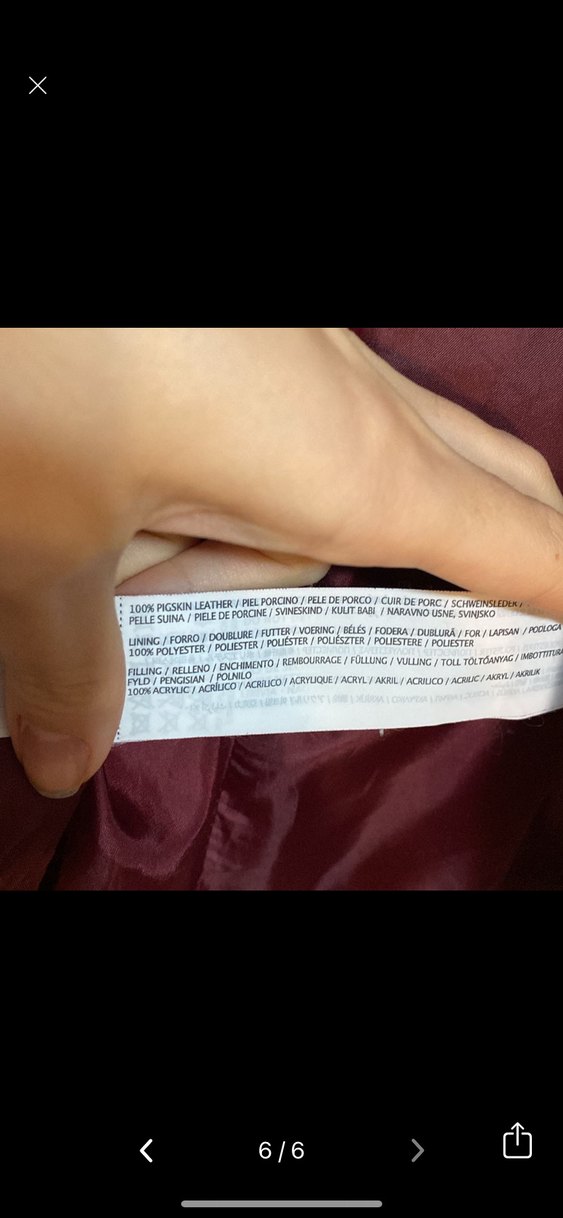 100% PIGSKIN LEATHER / PIEL PORCINO / PELE DE PORCO / CUIR DE PORC / SCHWEINSLEDER /
PELLE SUINA / PIELE DE PORCINE / SVINESKIND / KULIT BABI / NARAVNO USNE, SVINJSKO
LINING / FORRO / DOUBLURE / FUTTER / VOERING / BÉLÉS / FODERA / DUBLURĂ / FOR / LAPISAN / PODLOGA
100% POLYESTER / POLIESTER / POLIÉSTER / POLIÉSZTER / POLIESTERE / POLIESTER
FILLING / RELLENO / ENCHIMENTO / REMBOURRAGE / FÜLLUNG / VULLING / TOLL TÖLTŐANYAG / IMBOTTITURA
FYLD / PENGISIAN / POLNILO
100% ACRYLIC / ACRÍLICO / ACRÍLICO / ACRYLIQUE / ACRYL / AKRIL / ACRILICO / ACRILIC / AKRYL / AKRILIK
6/6